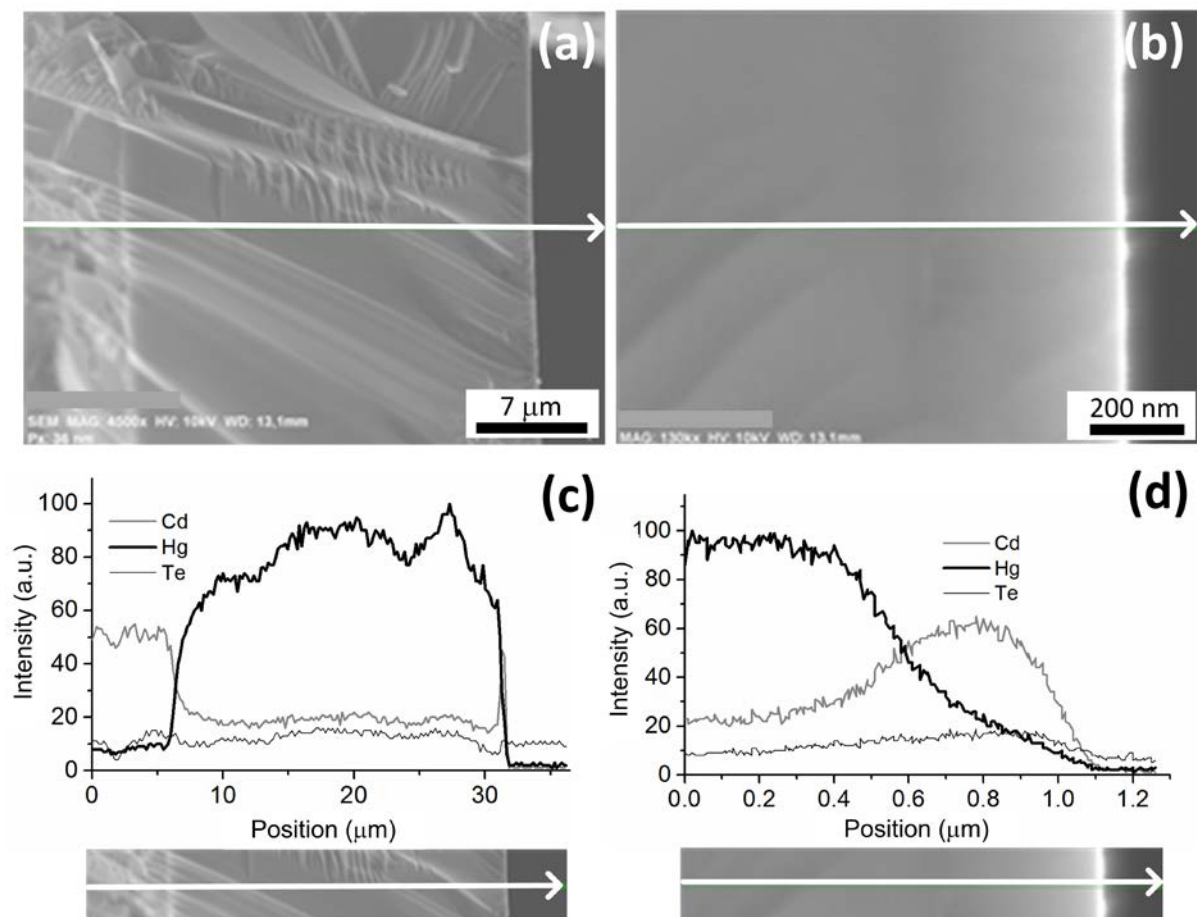 (a)
(b)
7 μm
200 nm
SEM MAG: 4500x HV: 10kV WD: 13,1mm
Px: 36 nm
MAG: 130kx HV: 10kV WD: 13.1mm
(c)
100
80
60
40
20
0
Intensity (a.u.)
Cd
Hg
Te
0 10 20 30
Position (μm)
(d)
100
80
60
40
20
0
Intensity (a.u.)
Cd
Hg
Te
0.0 0.2 0.4 0.6 0.8 1.0 1.2
Position (μm)